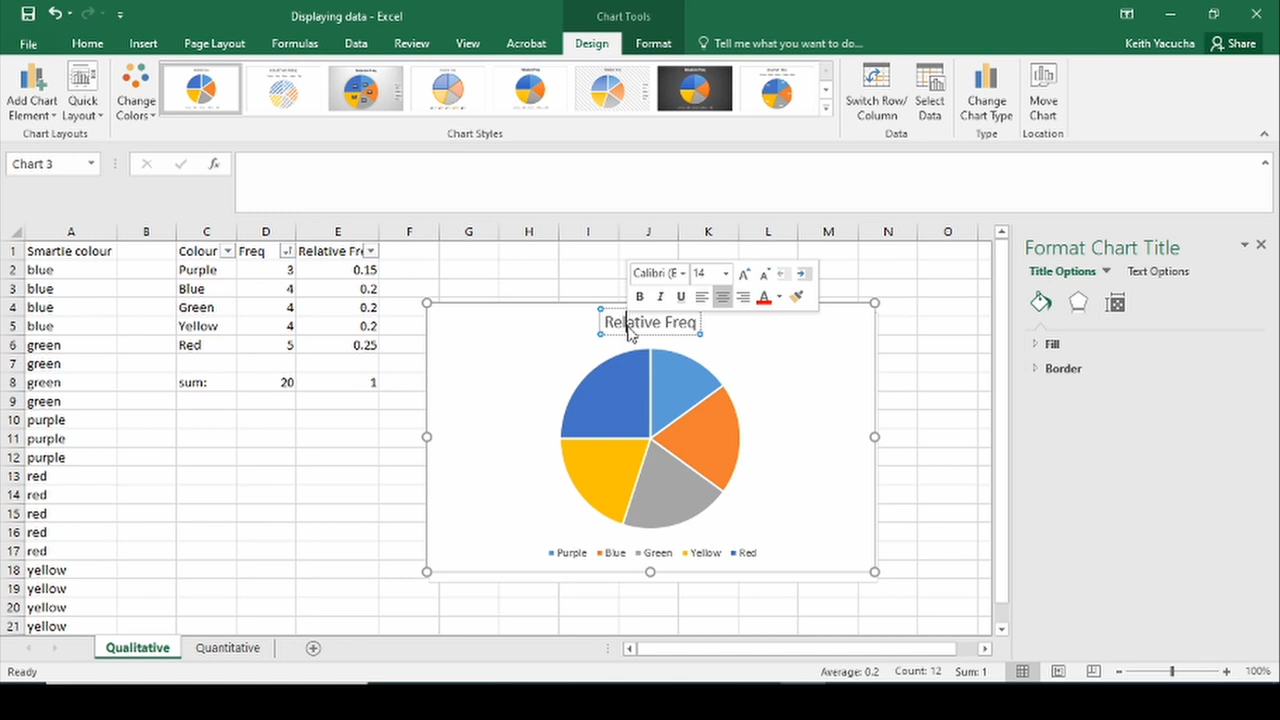 Displaying data - Excel
Chart Tools
File Home Insert Page Layout Formulas Data Review View Acrobat Design Format Tell me what you want to do... Keith Yacucha Share
Add Chart Element
Quick Layout
Change Colors
Switch Row/ Column
Select Data
Change Chart Type
Move Chart
Chart Layouts Chart Styles Data Type Location
Chart 3 fx
A B C D E F G H I J K L M N O
1 Smartie colour Colour Freq Relative Fr
2 blue Purple 3 0.15
3 blue Blue 4 0.2
4 blue Green 4 0.2
5 blue Yellow 4 0.2
6 green Red 5 0.25
7 green
8 green sum: 20 1
9 green
10 purple
11 purple
12 purple
13 red
14 red
15 red
16 red
17 red
18 yellow
19 yellow
20 yellow
21 yellow
Calibri (E 14 A A
B I U A
Relative Freq
Purple Blue Green Yellow Red
Format Chart Title
Title Options Text Options
Fill
Border
Qualitative Quantitative
Ready Average: 0.2 Count: 12 Sum: 1 100%